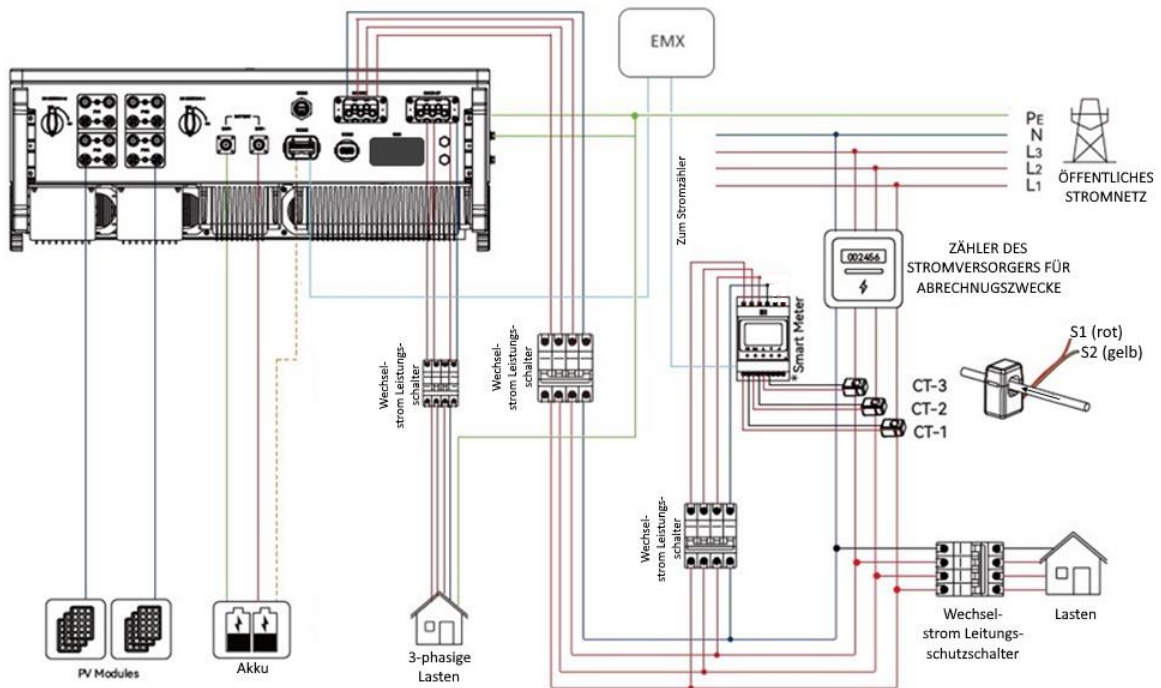 EMX
PE
N
L3
L2
L1
ÖFFENTLICHES
STROMNETZ
Zum Stromzähler
ZÄHLER DES
STROMVERSORGERS FÜR
ABRECHNUGSZWECKE
002456
* Smart Meter
S1 (rot)
S2 (gelb)
CT-3
CT-2
CT-1
Wechsel-
strom Leistungs-
schalter
Wechsel-
strom Leistungs-
schalter
Wechsel-
strom Leistungs-
schalter
Wechsel-
strom Leitungs-
schutzschalter
Lasten
PV Modules
Akku
3-phasige
Lasten